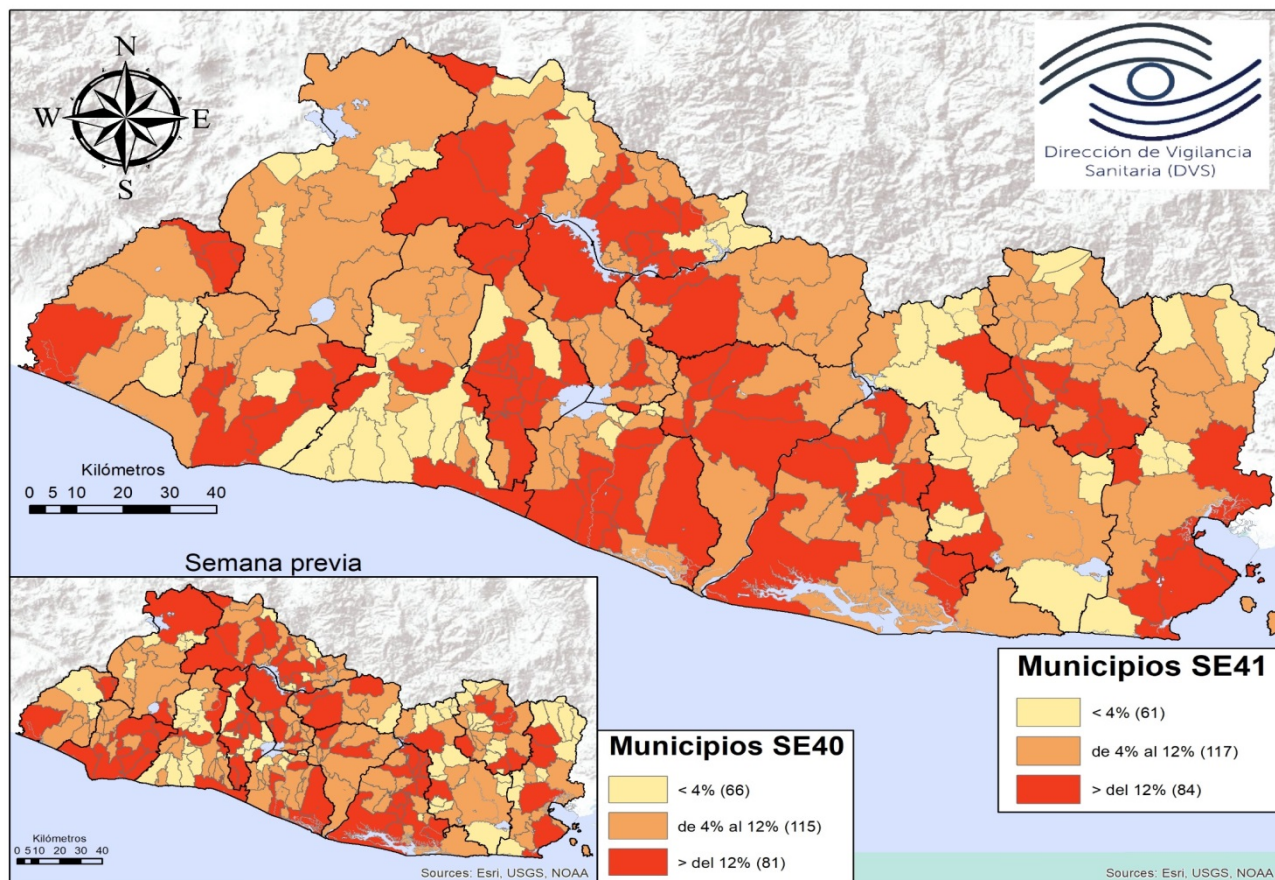 N
W E
S
Dirección de Vigilancia
Sanitaria (DVS)
Kilómetros
0 5 10 20 30 40
Semana previa
Municipios SE41
< 4% (61)
de 4% al 12% (117)
> del 12% (84)
Municipios SE40
< 4% (66)
de 4% al 12% (115)
> del 12% (81)
Kilómetros
0 5 10 20 30 40
Sources: Esri, USGS, NOAA
Sources: Esri, USGS, NOAA